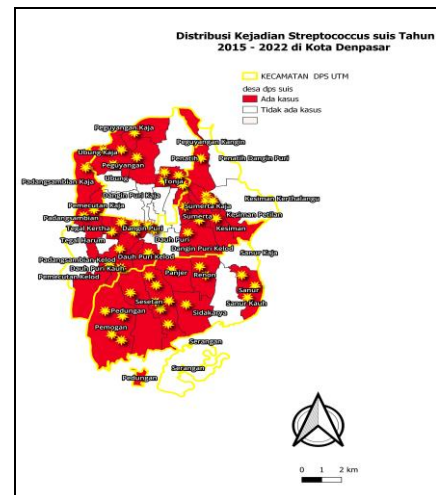 Distribusi Kejadian Streptococcus suis Tahun
2015 - 2022 di Kota Denpasar
KECAMATAN DPS UTM
desa dps suis
Ada kasus
Tidak ada kasus
Peguyangan Kaja
Peguyangan Kangin
Ubung Kaja
Penatih
Peguyangan
Penatih Dangin Puri
Padangsambian Kaja
Ubung
Tonja
Dangin Puri Kaja
Kesiman Kerthalangu
Pemecutan Kaja
Sumerta Kaja
Padangsambian
Sumerta
Kesiman Petilan
Tegal Kertha
Dangin Puri
Kesiman
Tegal Harum
Dauh Puri
Dangin Puri Kelod
Sanur Kaja
Padangsambian Kelod
Dauh Puri Kelod
Dauh Puri Kauh
Panjer
Renon
Pemecutan Kelod
Sanur
Sesetan
Sanur Kauh
Pedungan
Sidakarya
Pemogan
Serangan
Serangan
Pedungan
0 1 2 km